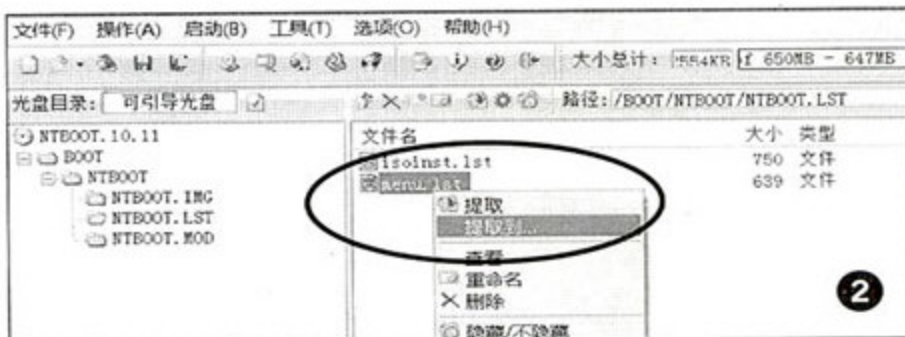 文件(F) 操作(A) 启动(B) 工具(T) 选项(O) 帮助(H)
大小总计: 1554KB f 650MB - 647MB
光盘目录: 可引导光盘 路径:/BOOT/NTBOOT/NTBOOT.LST
NTBOOT.10.11
BOOT
NTBOOT
NTBOOT.IMG
NTBOOT.LST
NTBOOT.MOD
文件名 大小 类型
isoinst.lst 750 文件
menu.lst 639 文件
提取
提取到...
查看
重命名
删除
隐藏/不隐藏
2